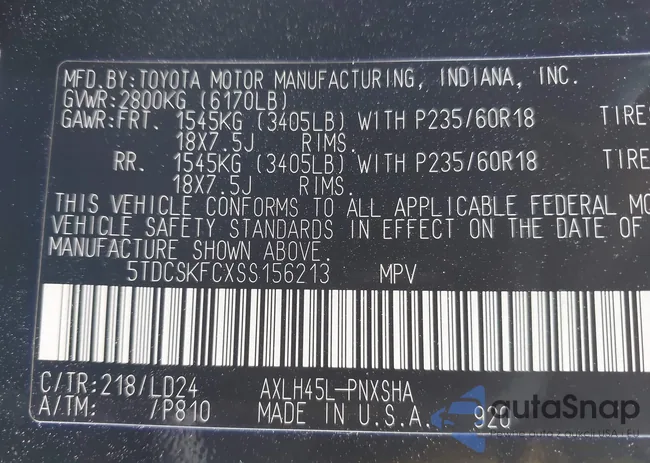 MFD.BY:TOYOTA MOTOR MANUFACTURING, INDIANA, INC.
GVWR:2800KG (6170LB)
GAWR:FRT. 1545KG (3405LB) WITH P235/60R18 TIRES
18X7.5J RIMS.
RR. 1545KG (3405LB) WITH P235/60R18 TIRE
18X7.5J RIMS.
THIS VEHICLE CONFORMS TO ALL APPLICABLE FEDERAL MO
VEHICLE SAFETY STANDARDS IN EFFECT ON THE DATE OF
MANUFACTURE SHOWN ABOVE.
5TDCSKFCXSS156213 MPV
C/TR:218/LD24 AXLH45L-PNXSHA
A/TM: /P810 MADE IN U.S.A. 920
autaSnap